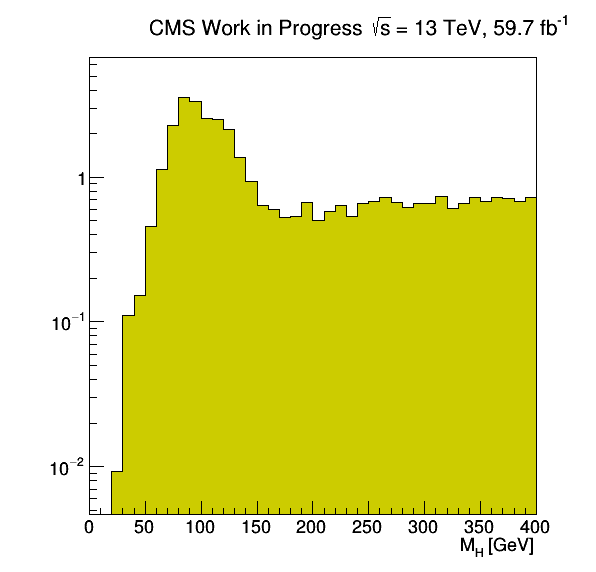 CMS Work in Progress √s = 13 TeV, 59.7 fb⁻¹
1
10⁻¹
10⁻²
0 50 100 150 200 250 300 350 400
M_H [GeV]